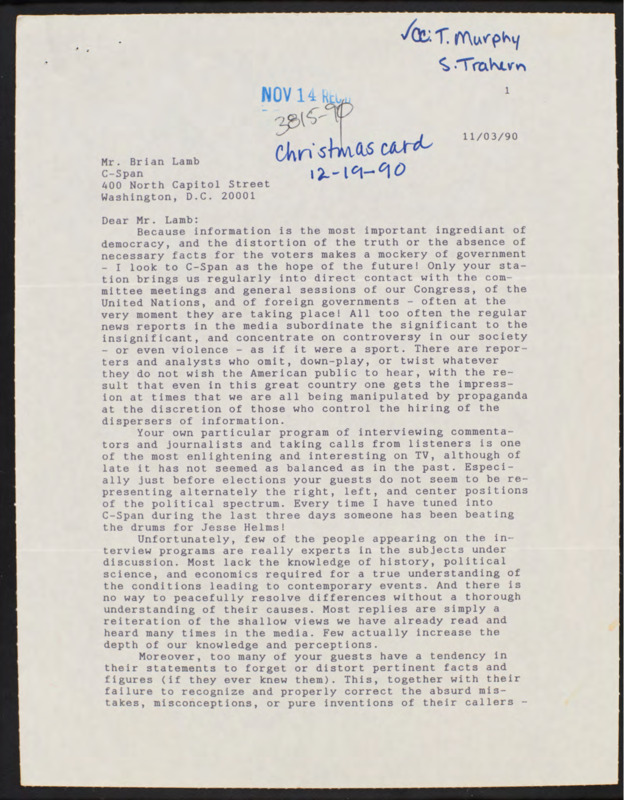 √cc: T. Murphy
S. Trahern
1
NOV 14 REC'D
3815-90
Christmas card
12-19-90
11/03/90
Mr. Brian Lamb
C-Span
400 North Capitol Street
Washington, D.C. 20001
Dear Mr. Lamb:
Because information is the most important ingrediant of
democracy, and the distortion of the truth or the absence of
necessary facts for the voters makes a mockery of government
- I look to C-Span as the hope of the future! Only your sta-
tion brings us regularly into direct contact with the com-
mittee meetings and general sessions of our Congress, of the
United Nations, and of foreign governments - often at the
very moment they are taking place! All too often the regular
news reports in the media subordinate the significant to the
insignificant, and concentrate on controversy in our society
- or even violence - as if it were a sport. There are repor-
ters and analysts who omit, down-play, or twist whatever
they do not wish the American public to hear, with the re-
sult that even in this great country one gets the impress-
ion at times that we are all being manipulated by propaganda
at the discretion of those who control the hiring of the
dispersers of information.
Your own particular program of interviewing commenta-
tors and journalists and taking calls from listeners is one
of the most enlightening and interesting on TV, although of
late it has not seemed as balanced as in the past. Especi-
ally just before elections your guests do not seem to be re-
presenting alternately the right, left, and center positions
of the political spectrum. Every time I have tuned into
C-Span during the last three days someone has been beating
the drums for Jesse Helms!
Unfortunately, few of the people appearing on the in-
terview programs are really experts in the subjects under
discussion. Most lack the knowledge of history, political
science, and economics required for a true understanding of
the conditions leading to contemporary events. And there is
no way to peacefully resolve differences without a thorough
understanding of their causes. Most replies are simply a
reiteration of the shallow views we have already read and
heard many times in the media. Few actually increase the
depth of our knowledge and perceptions.
Moreover, too many of your guests have a tendency in
their statements to forget or distort pertinent facts and
figures (if they ever knew them). This, together with their
failure to recognize and properly correct the absurd mis-
takes, misconceptions, or pure inventions of their callers -